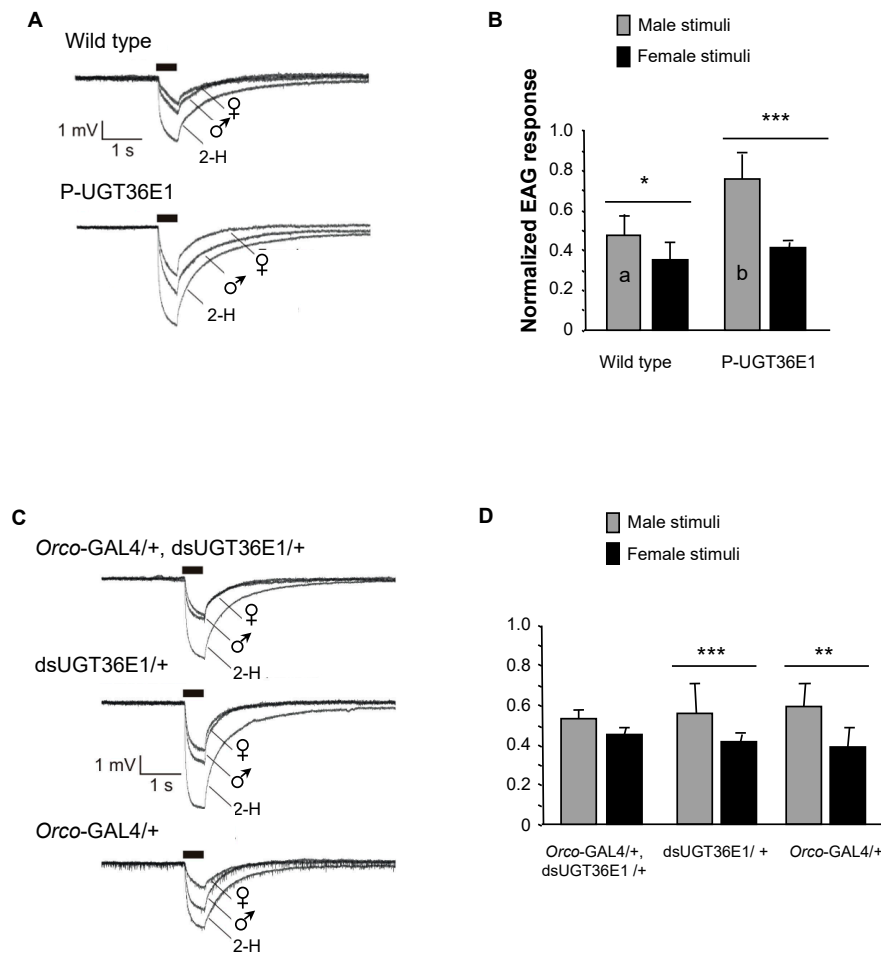 A
Wild type
♀
♂
2-H
1 mV
1 s
P-UGT36E1
♀
♂
2-H
B
Male stimuli
Female stimuli
Normalized EAG response
1.0
0.8
0.6
0.4
0.2
0
*
***
a
b
Wild type
P-UGT36E1
C
Orco-GAL4/+, dsUGT36E1/+
♀
♂
2-H
dsUGT36E1/+
♀
♂
2-H
1 mV
1 s
Orco-GAL4/+
♀
♂
2-H
D
Male stimuli
Female stimuli
1.0
0.8
0.6
0.4
0.2
0
***
**
Orco-GAL4/+,
dsUGT36E1 /+
dsUGT36E1/ +
Orco-GAL4/+